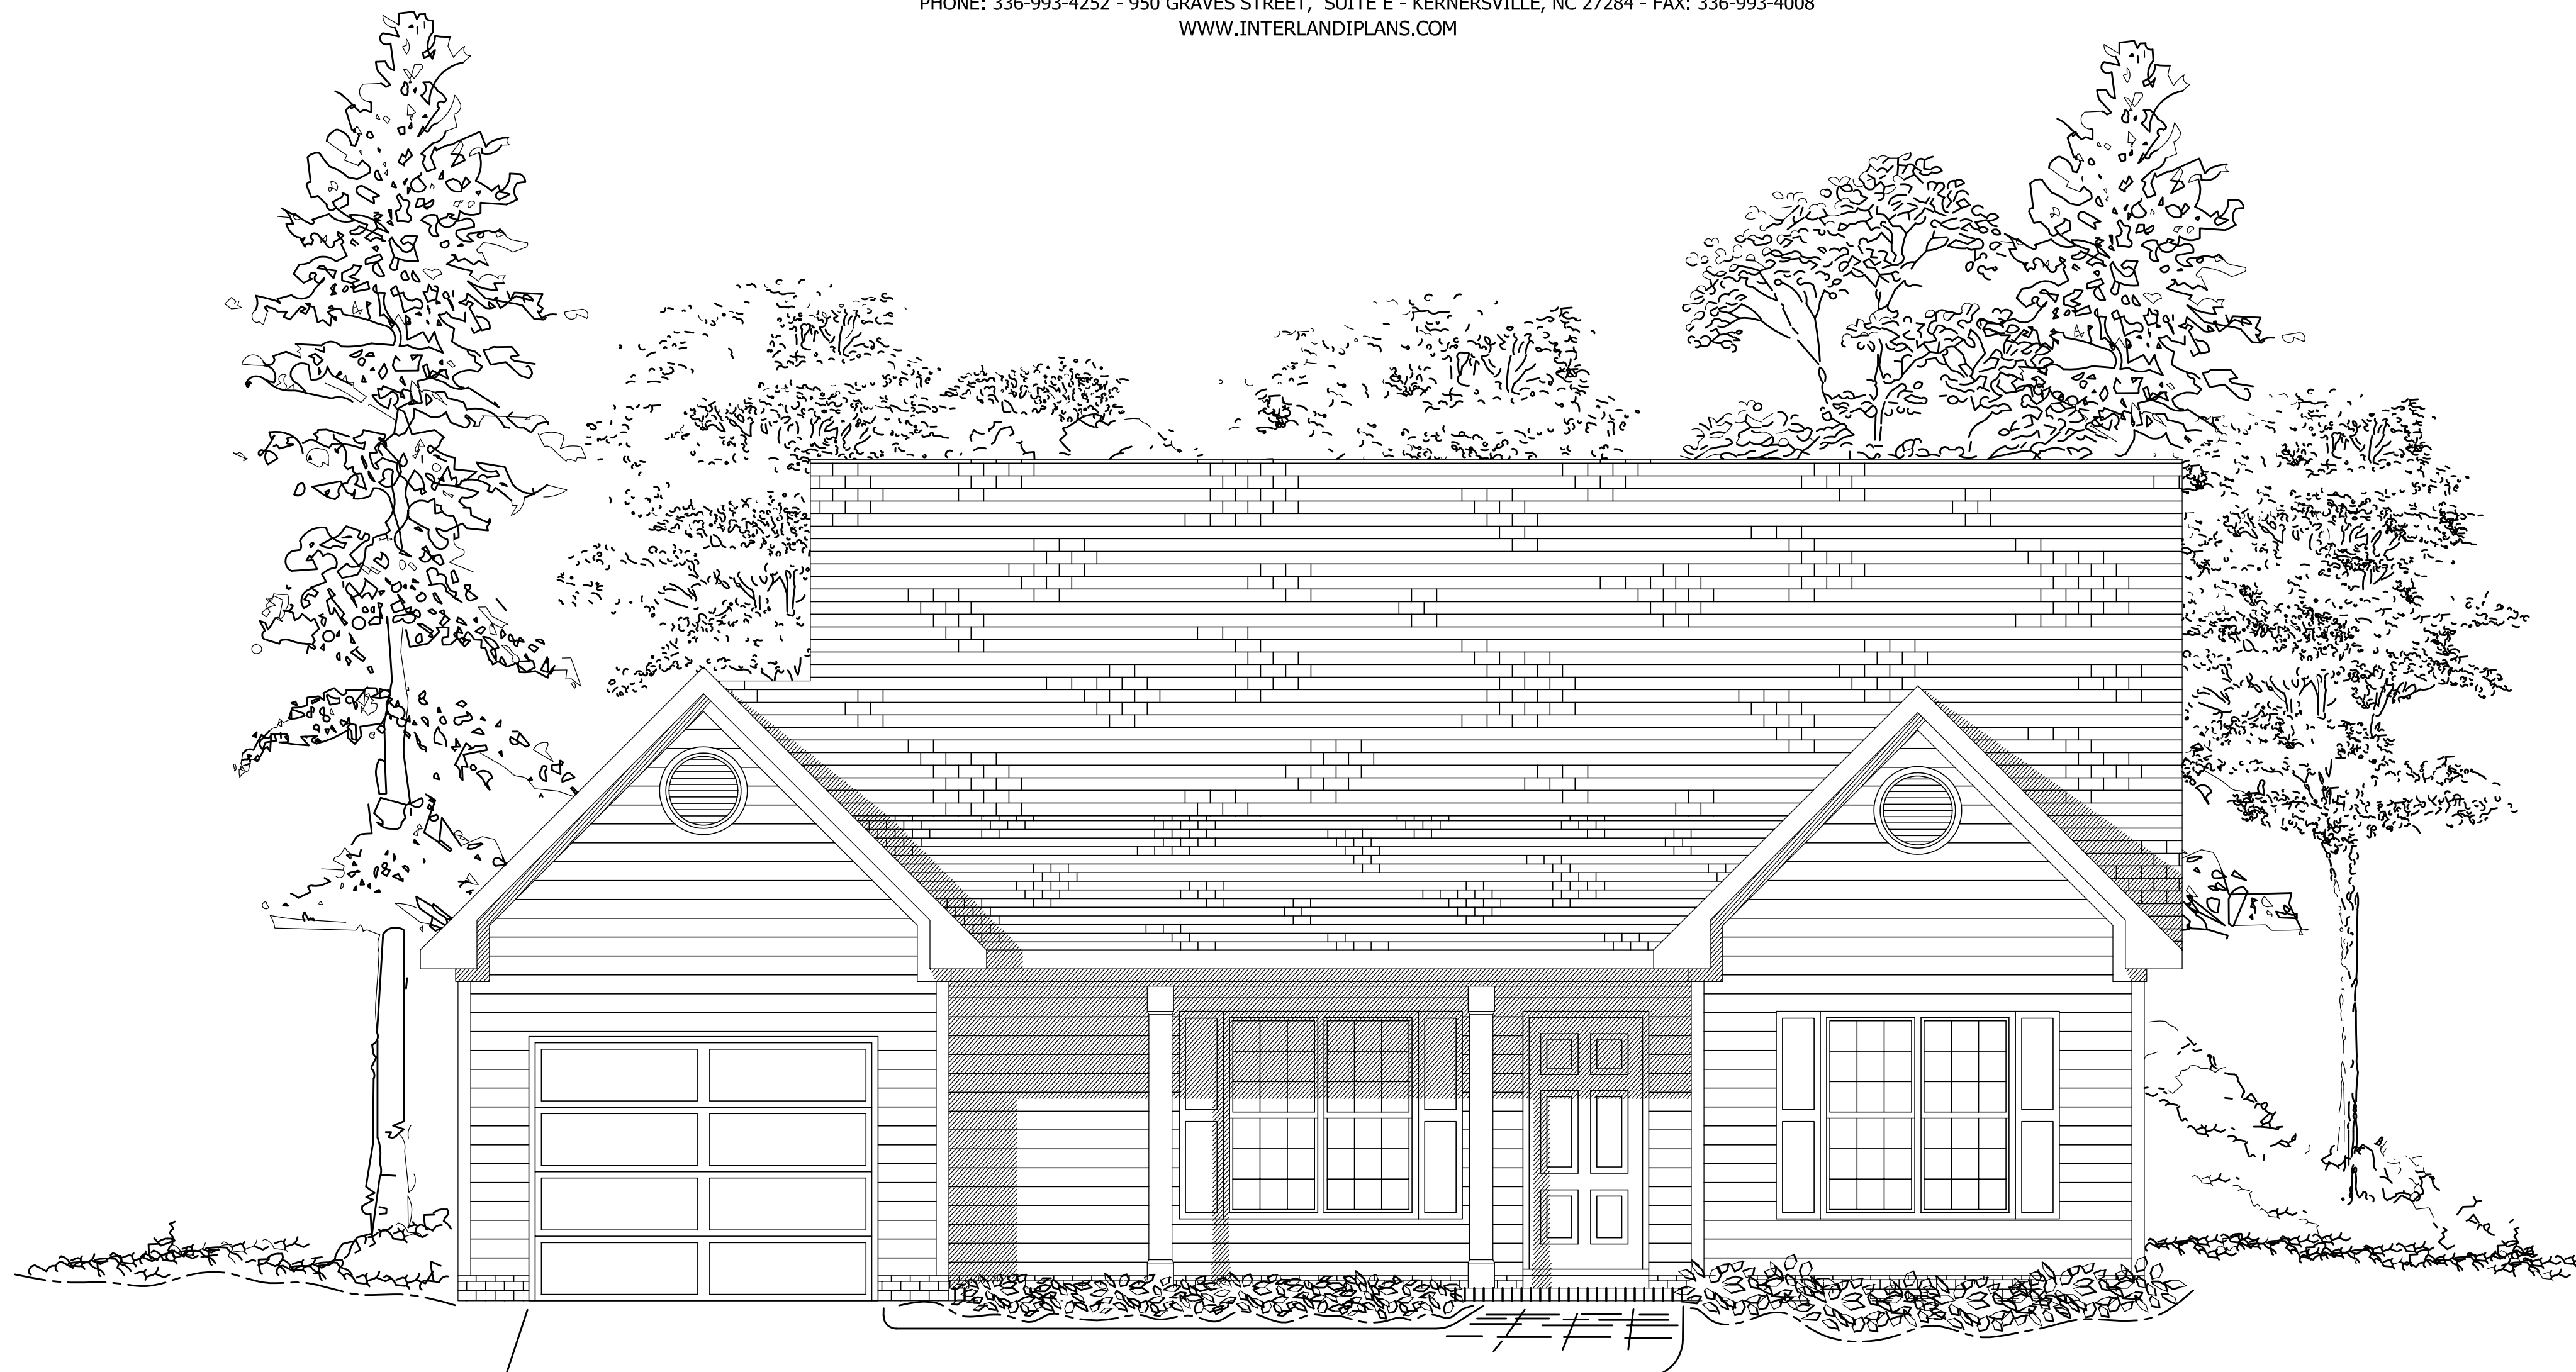 PHONE: 336-993-4252 - 950 GRAVES STREET, SUITE E - KERNERSVILLE, NC 27284 - FAX: 336-993-4008
WWW.INTERLANDIPLANS.COM